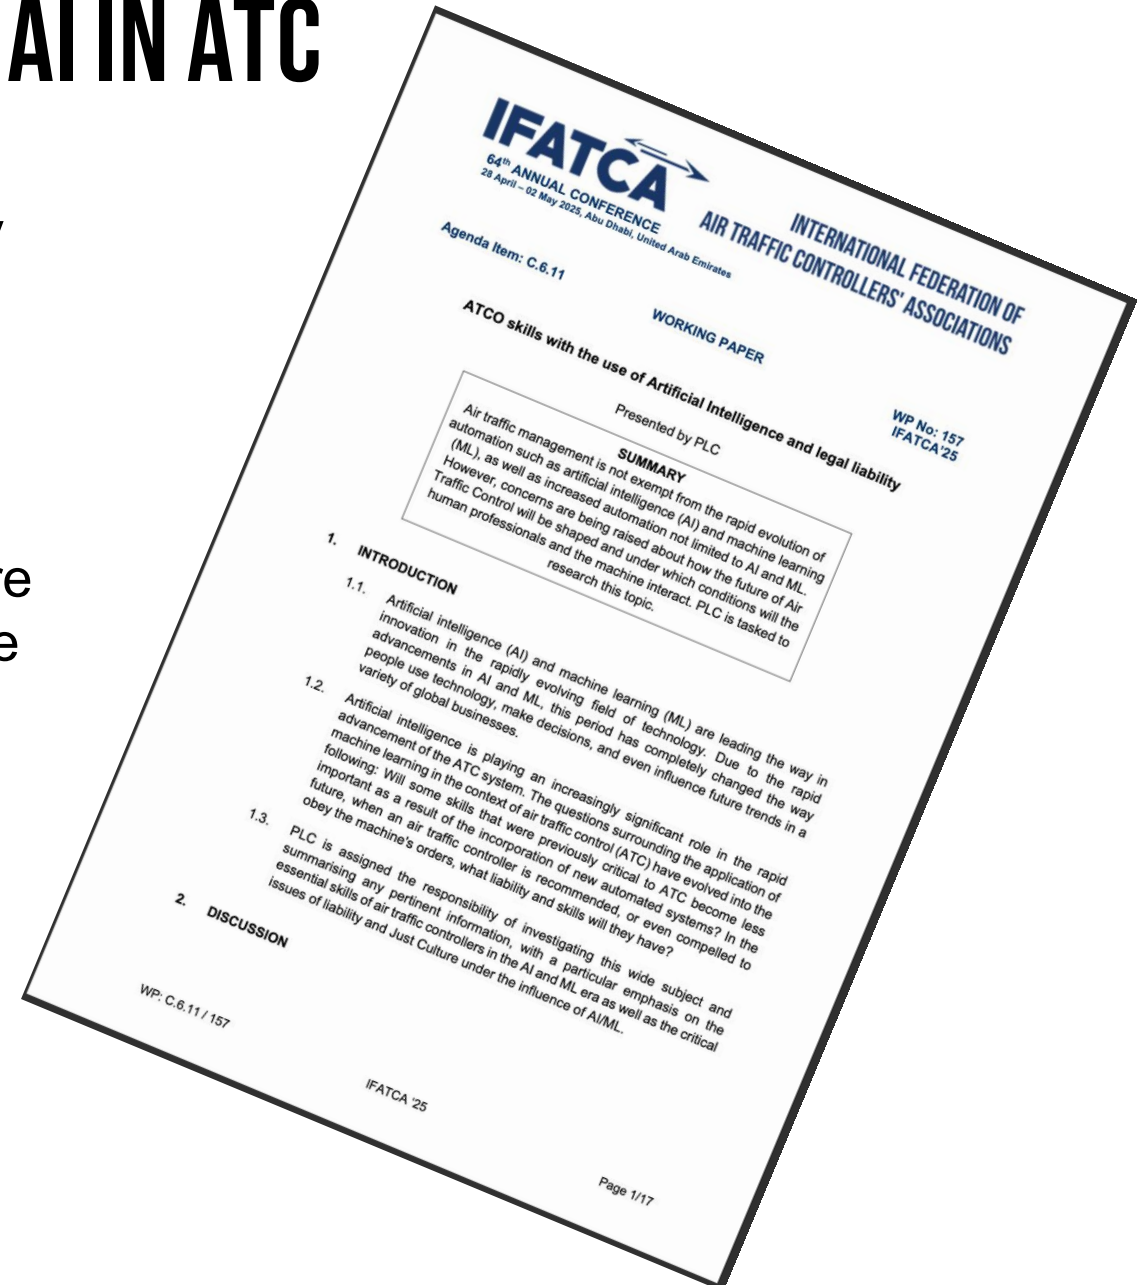 AI IN ATC
re
e
IFATCA
64th ANNUAL CONFERENCE
28 April – 02 May 2025, Abu Dhabi, United Arab Emirates
INTERNATIONAL FEDERATION OF
AIR TRAFFIC CONTROLLERS' ASSOCIATIONS
Agenda Item: C.6.11
WORKING PAPER
WP No: 157
IFATCA'25
ATCO skills with the use of Artificial Intelligence and legal liability
Presented by PLC
SUMMARY
Air traffic management is not exempt from the rapid evolution of
automation such as artificial intelligence (AI) and machine learning
(ML), as well as increased automation not limited to AI and ML.
However, concerns are being raised about how the future of Air
Traffic Control will be shaped and under which conditions will the
human professionals and the machine interact. PLC is tasked to
research this topic.
1. INTRODUCTION
1.1. Artificial intelligence (AI) and machine learning (ML) are leading the way in
innovation in the rapidly evolving field of technology. Due to the rapid
advancements in AI and ML, this period has completely changed the way
people use technology, make decisions, and even influence future trends in a
variety of global businesses.
1.2. Artificial intelligence is playing an increasingly significant role in the rapid
advancement of the ATC system. The questions surrounding the application of
machine learning in the context of air traffic control (ATC) have evolved into the
following: Will some skills that were previously critical to ATC become less
important as a result of the incorporation of new automated systems? In the
future, when an air traffic controller is recommended, or even compelled to
obey the machine's orders, what liability and skills will they have?
1.3. PLC is assigned the responsibility of investigating this wide subject and
summarising any pertinent information, with a particular emphasis on the
essential skills of air traffic controllers in the AI and ML era as well as the critical
issues of liability and Just Culture under the influence of AI/ML.
2. DISCUSSION
WP: C.6.11 / 157
IFATCA '25
Page 1/17